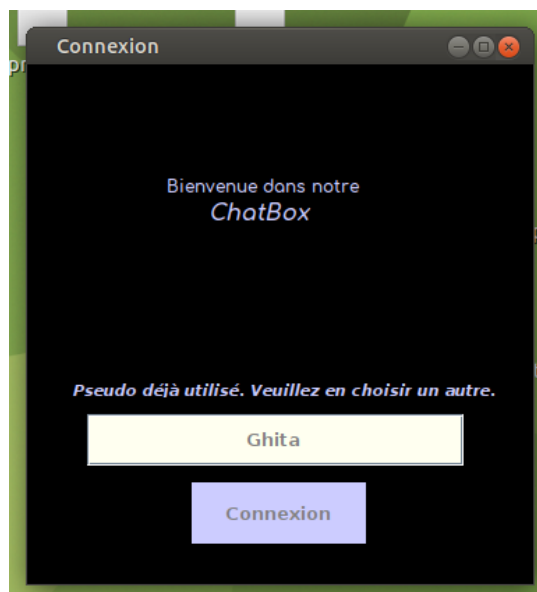 Connexion
Bienvenue dans notre
ChatBox
Pseudo déjà utilisé. Veuillez en choisir un autre.
Ghita
Connexion